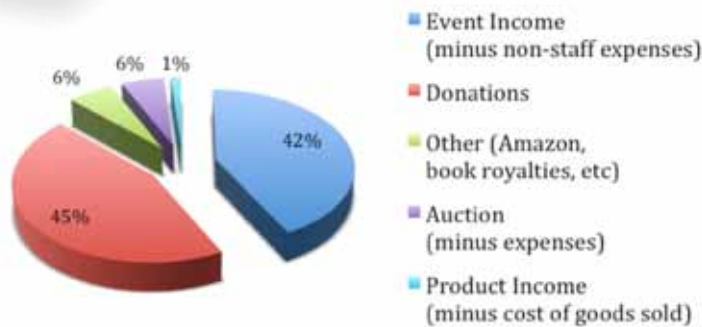 6%
6%
1%
42%
45%
Event Income
(minus non-staff expenses)
Donations
Other (Amazon,
book royalties, etc)
Auction
(minus expenses)
Product Income
(minus cost of goods sold)